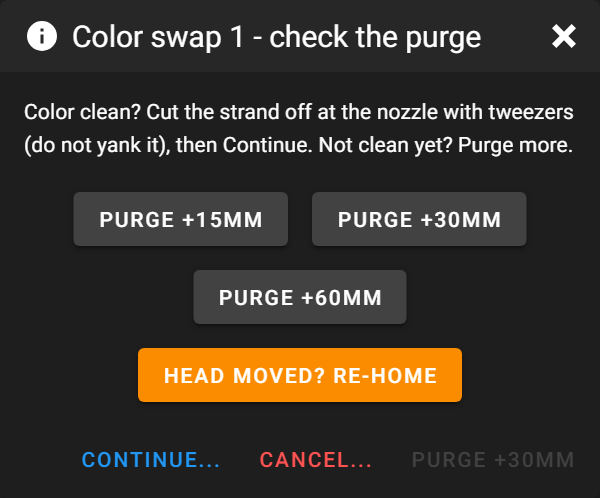 Color swap 1 - check the purge
Color clean? Cut the strand off at the nozzle with tweezers
(do not yank it), then Continue. Not clean yet? Purge more.
PURGE +15MM
PURGE +30MM
PURGE +60MM
HEAD MOVED? RE-HOME
CONTINUE...
CANCEL...
PURGE +30MM